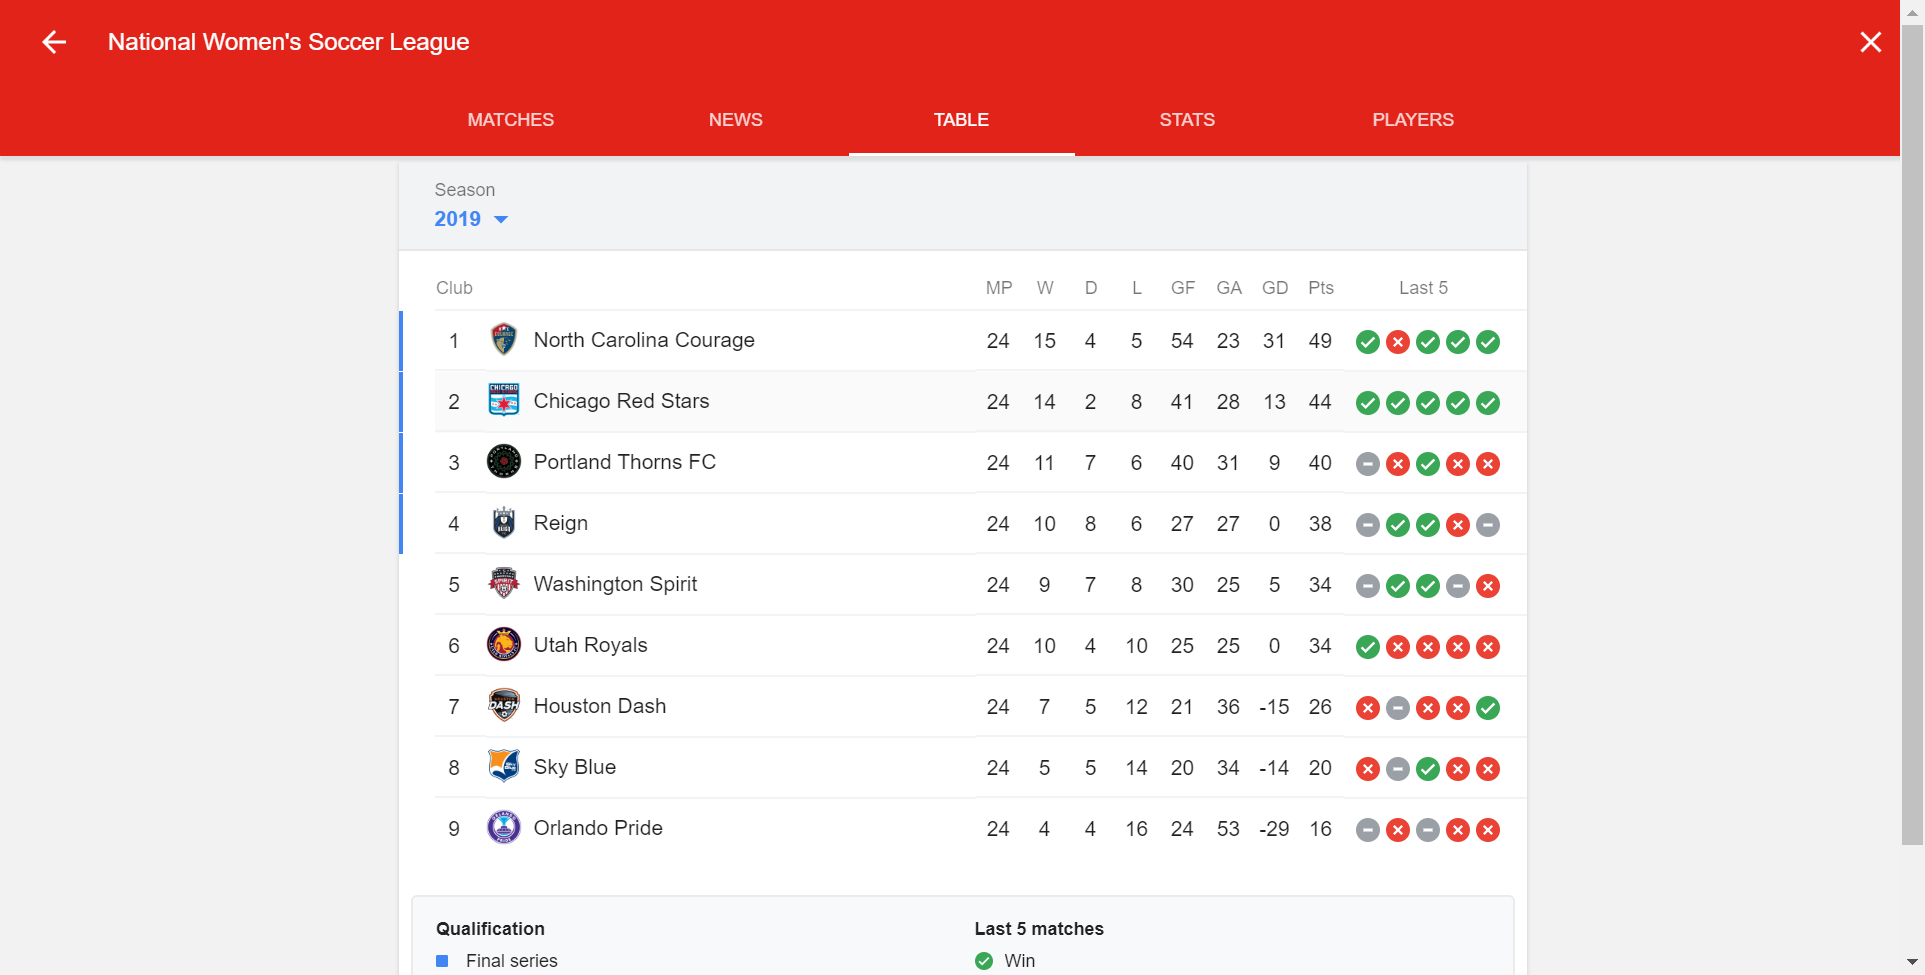 National Women's Soccer League
MATCHES NEWS TABLE STATS PLAYERS
Season
2019
Club MP W D L GF GA GD Pts Last 5
1 North Carolina Courage 24 15 4 5 54 23 31 49
CHICAGO
2 Chicago Red Stars 24 14 2 8 41 28 13 44
3 Portland Thorns FC 24 11 7 6 40 31 9 40
4 Reign 24 10 8 6 27 27 0 38
5 Washington Spirit 24 9 7 8 30 25 5 34
6 Utah Royals 24 10 4 10 25 25 0 34
DASH
7 Houston Dash 24 7 5 12 21 36 -15 26
8 Sky Blue 24 5 5 14 20 34 -14 20
9 Orlando Pride 24 4 4 16 24 53 -29 16
Qualification Last 5 matches
Final series Win